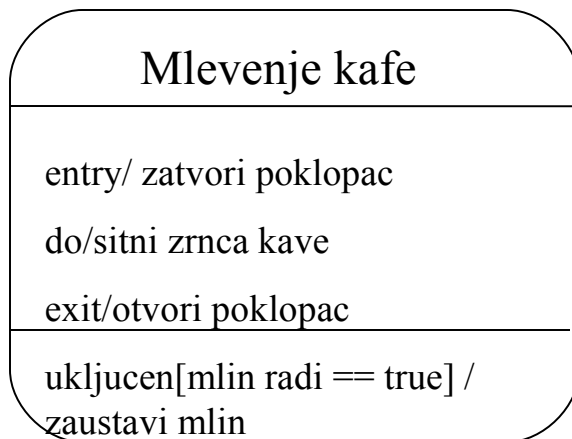 Mlevenje kafe
entry/ zatvori poklopac
do/sitni zrnca kave
exit/otvori poklopac
ukljucen[mlin radi == true] /
zaustavi mlin